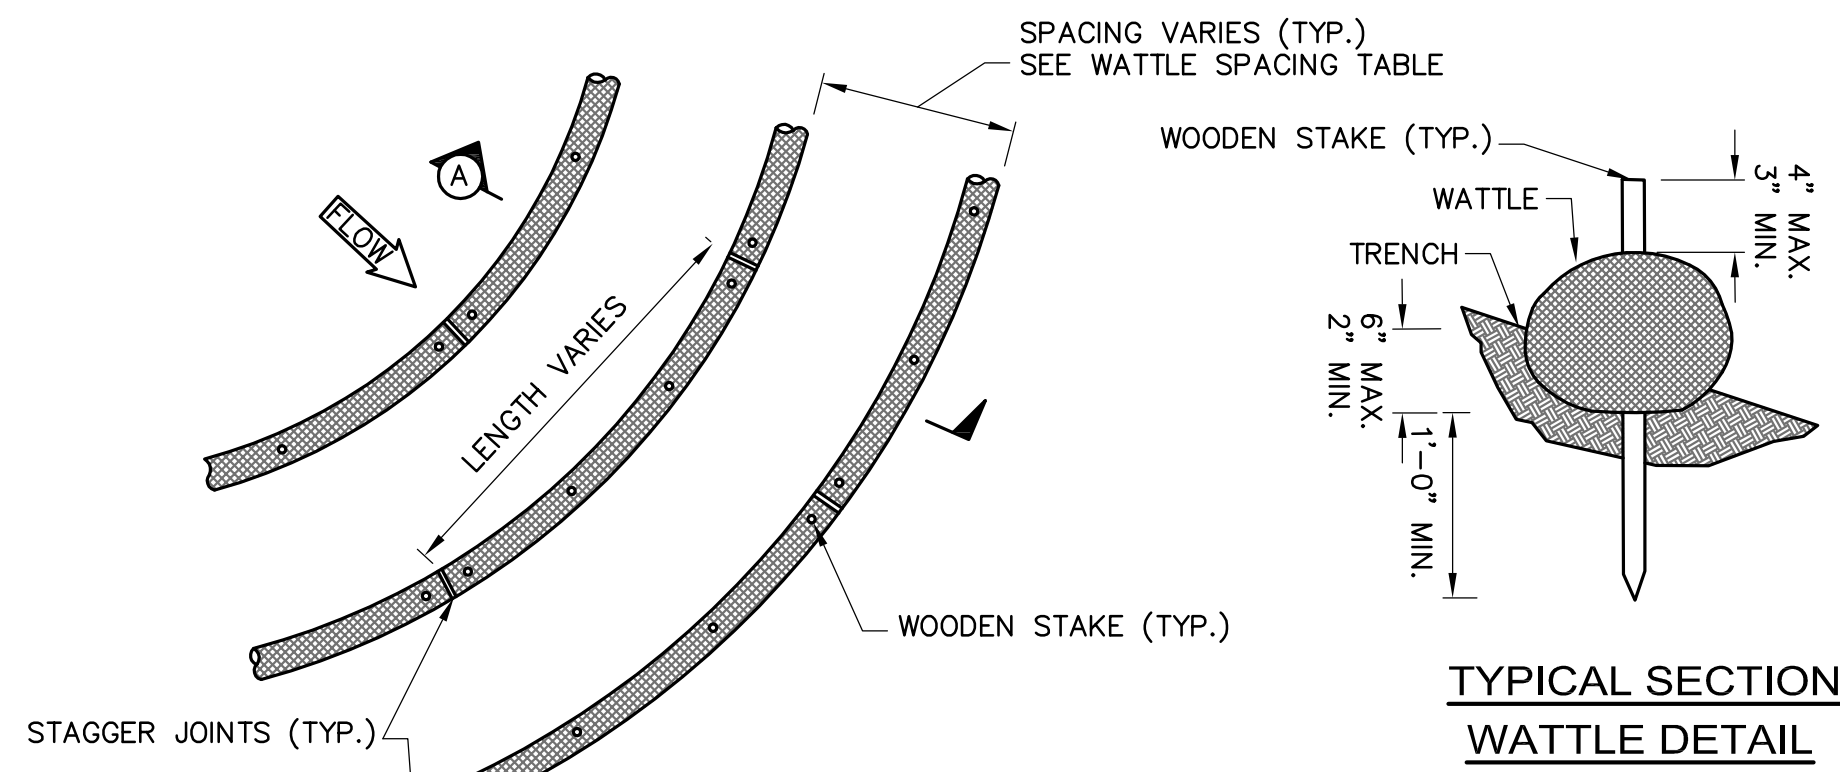 SPACING VARIES (TYP.)
SEE WATTLE SPACING TABLE
WOODEN STAKE (TYP.)
4" MAX.
3" MIN.
WATTLE
A
FLOW
TRENCH
6" MAX.
2" MIN.
LENGTH VARIES
1'-0" MIN.
WOODEN STAKE (TYP.)
STAGGER JOINTS (TYP.)
TYPICAL SECTION
WATTLE DETAIL